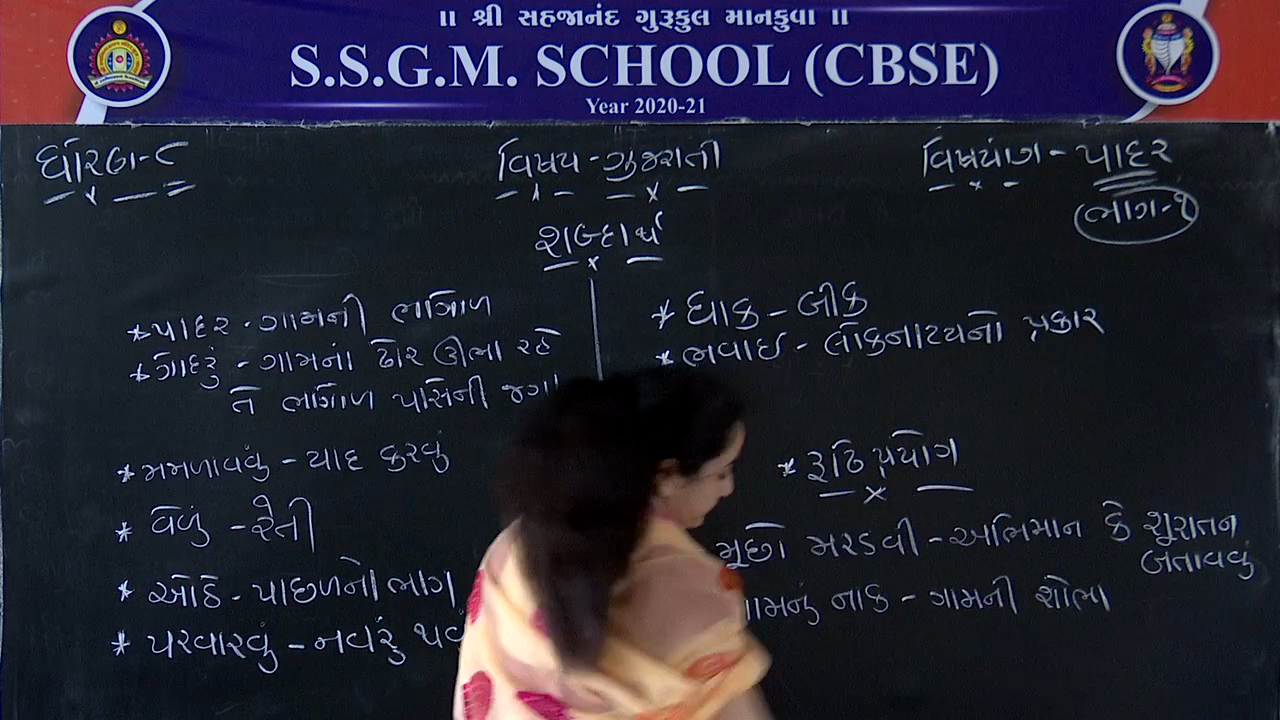 ॥ શ્રી સહજાનંદ ગુરૂકુલ માનકુવા ॥
S.S.G.M. SCHOOL (CBSE)
Year 2020-21
ધોરણ-૮
વિષય-ગુજરાતી
વિષયાંગ-પાદર
(ભાગ-૧)
શબ્દાર્થ
*પાદર-ગામની ભાગોળ
*ગોંદરું-ગામનાં ઢોર ઊભા રહે
તે ભાગોળ પાસેની જગા
*મમળાવવું-યાદ કરવું
* વેળું-રેતી
* ઓઠે-પાછળનો ભાગ
* પરવારવું-નવરું થવ
* ધાક-બીક
* ભવાઇ-લોકનાટ્યનો પ્રકાર
* રૂઢિપ્રયોગ
મૂછો મરડવી-અભિમાન કે શૂરાતન
બતાવવું
ગામનું નાક-ગામની શોભા